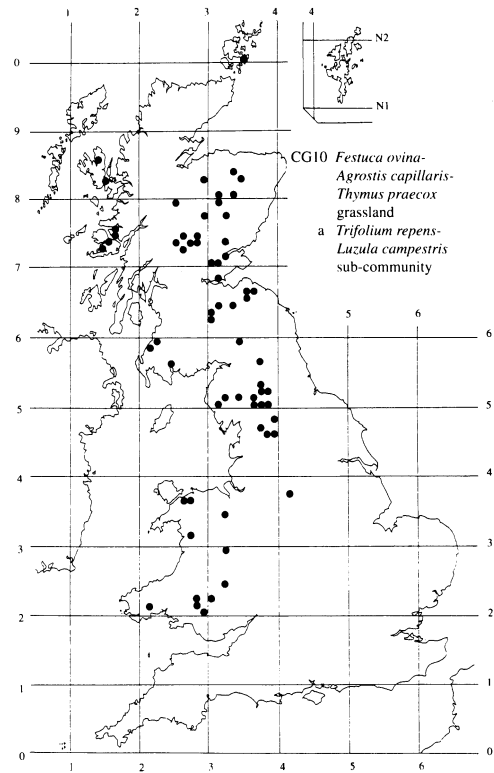 1 2 3 4 4
N2
N1
0
9
CG10 Festuca ovina-
Agrostis capillaris-
Thymus praecox
grassland
a Trifolium repens-
Luzula campestris
sub-community
8
7
5 6
6 6
5 5
4 4
3 3
2 2
1 1
0 0
1 2 3 4 5 6